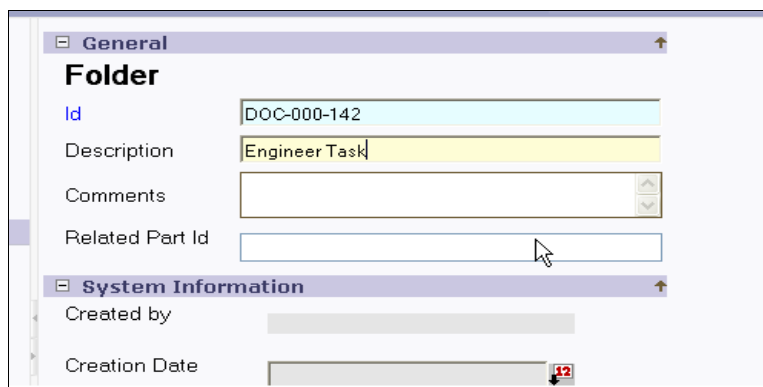 General
Folder
Id DOC-000-142
Description Engineer Task
Comments
Related Part Id
System Information
Created by
Creation Date 12